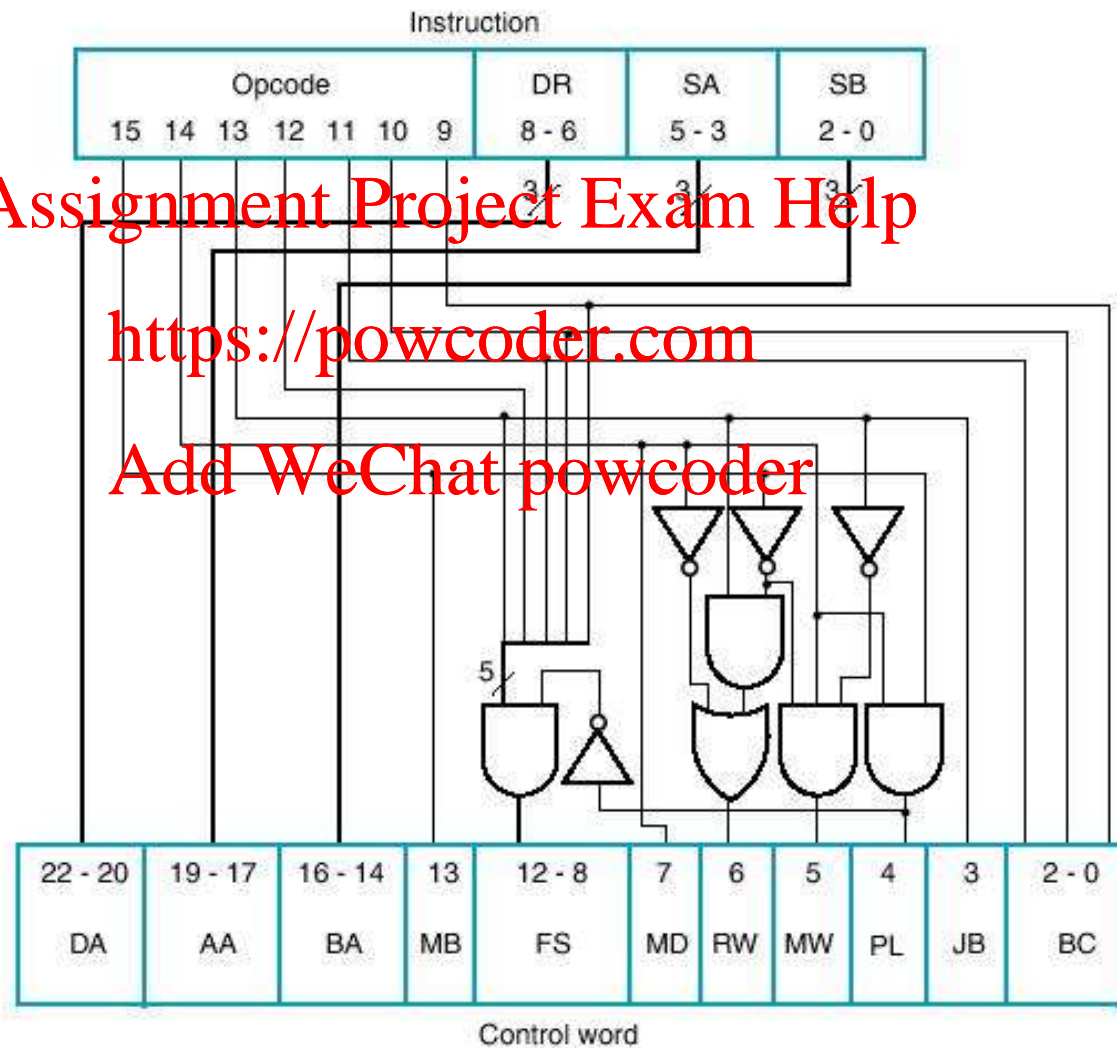 Instruction
Opcode DR SA SB
15 14 13 12 11 10 9 8 - 6 5 - 3 2 - 0
3 3 3
Assignment Project Exam Help
https://powcoder.com
Add WeChat powcoder
5
22 - 20 19 - 17 16 - 14 13 12 - 8 7 6 5 4 3 2 - 0
DA AA BA MB FS MD RW MW PL JB BC
Control word